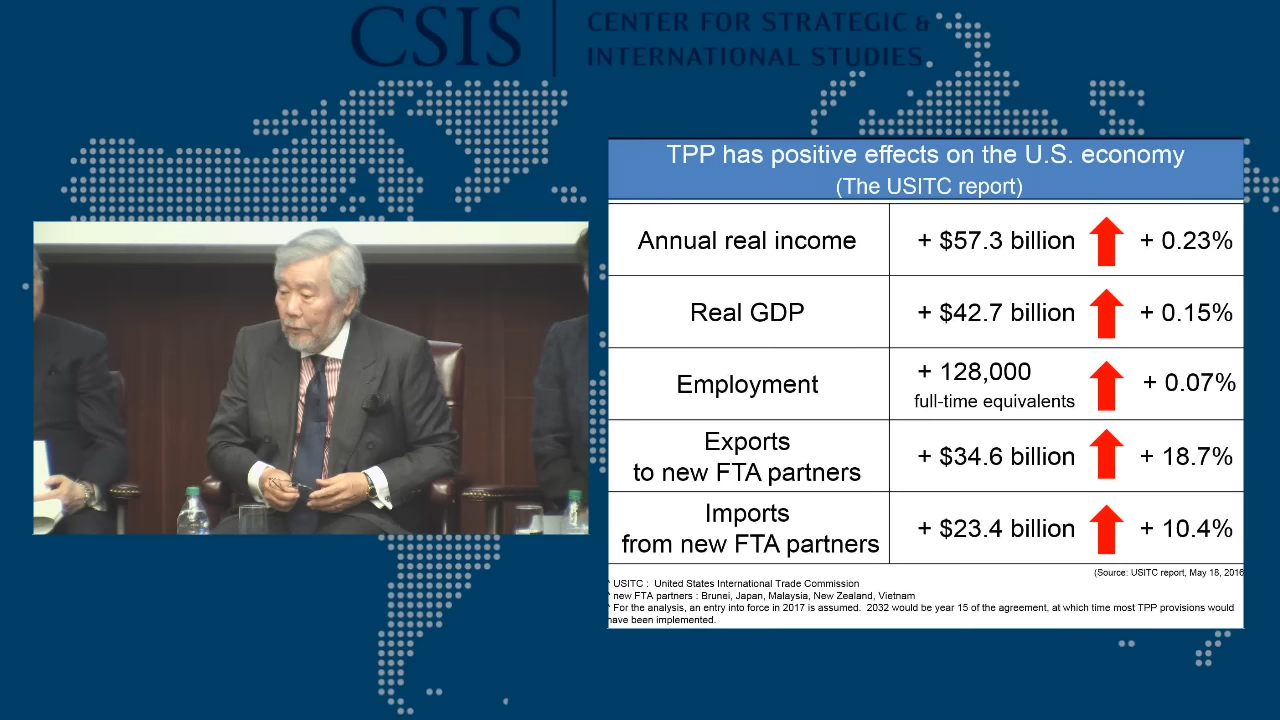 CSIS
CENTER FOR STRATEGIC &
INTERNATIONAL STUDIES
TPP has positive effects on the U.S. economy
(The USITC report)
Annual real income + $57.3 billion + 0.23%
Real GDP + $42.7 billion + 0.15%
Employment + 128,000 full-time equivalents + 0.07%
Exports
to new FTA partners + $34.6 billion + 18.7%
Imports
from new FTA partners + $23.4 billion + 10.4%
(Source: USITC report, May 18, 2016
* USITC : United States International Trade Commission
* new FTA partners : Brunei, Japan, Malaysia, New Zealand, Vietnam
* For the analysis, an entry into force in 2017 is assumed. 2032 would be year 15 of the agreement, at which time most TPP provisions would
have been implemented.